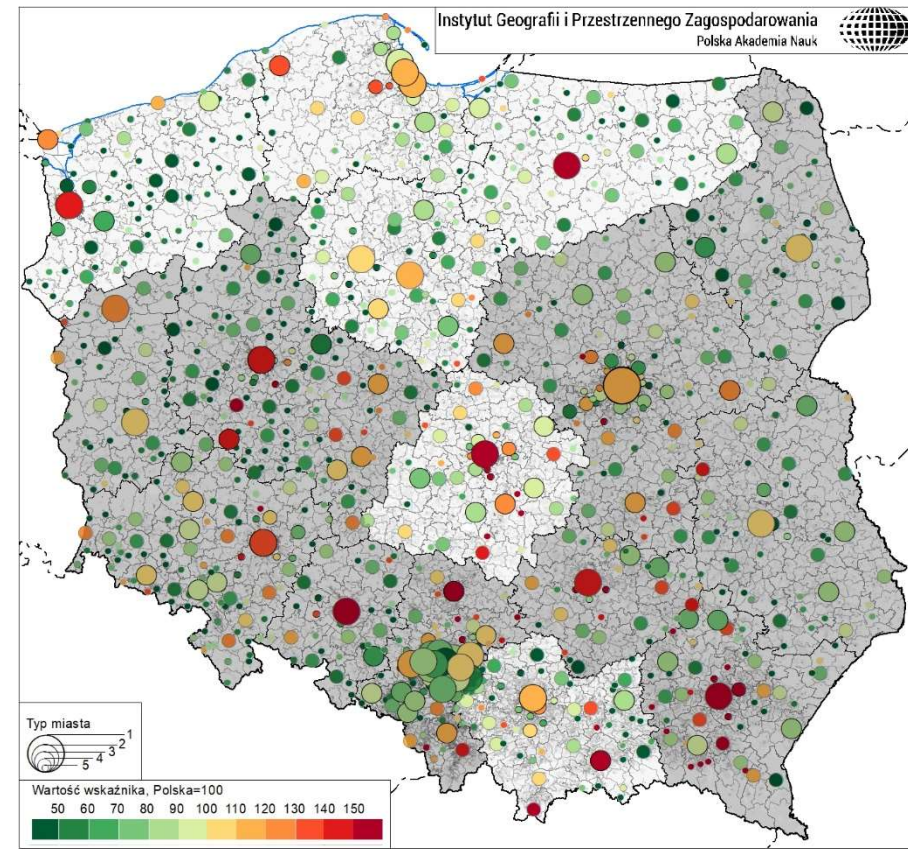 Instytut Geografii i Przestrzennego Zagospodarowania
Polska Akademia Nauk
Typ miasta
1
2
3
4
5
Wartość wskaźnika, Polska=100
50 60 70 80 90 100 110 120 130 140 150